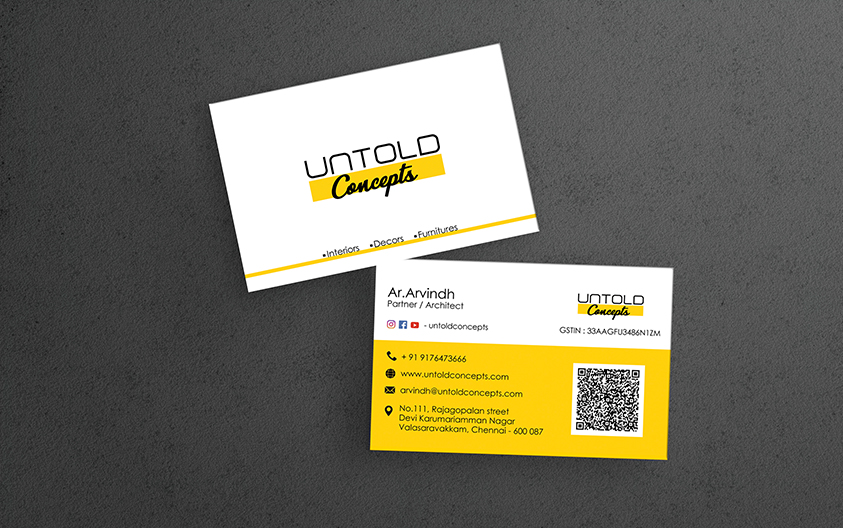 UNTOLD
Concepts
•Interiors •Decors •Furnitures
Ar.Arvindh
Partner / Architect
- untoldconcepts
UNTOLD
Concepts
GSTIN : 33AAGFU3486N1ZM
+ 91 9176473666
www.untoldconcepts.com
arvindh@untoldconcepts.com
No.111, Rajagopalan street
Devi Karumariamman Nagar
Valasaravakkam, Chennai - 600 087